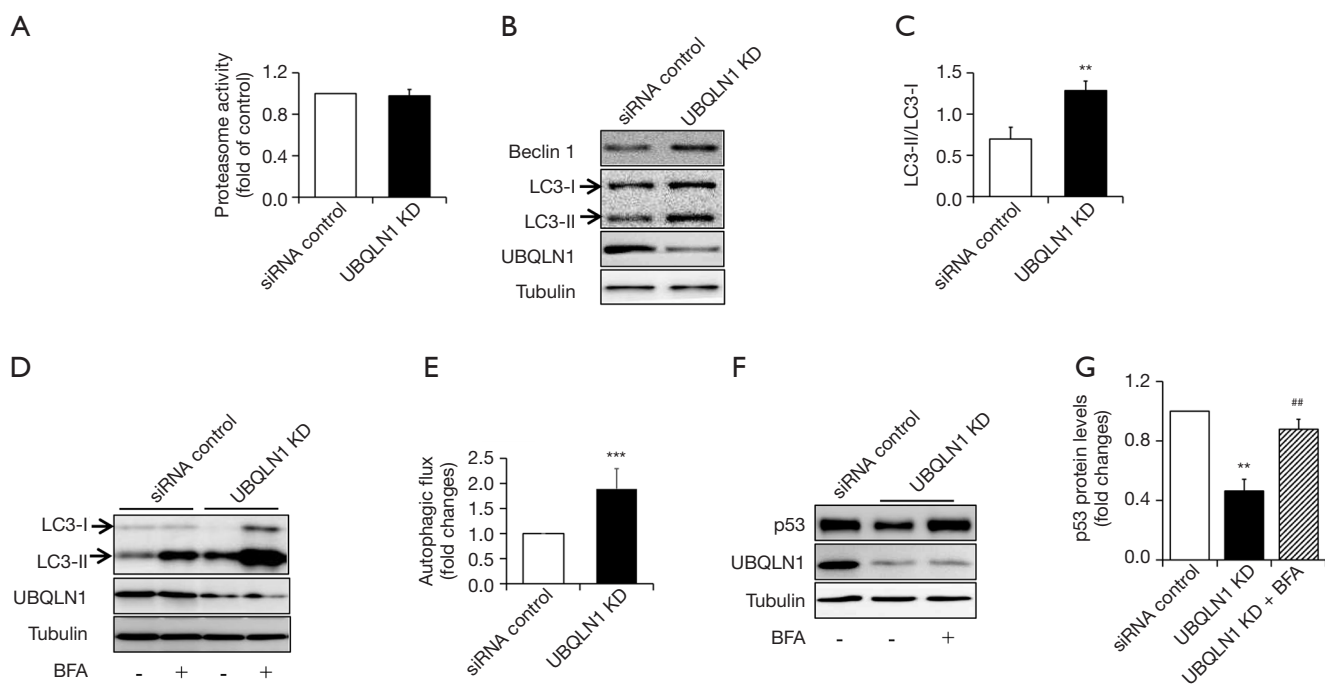 A
Proteasome activity
(fold of control)
1.2
0.8
0.4
0.0
siRNA control
UBQLN1 KD
B
siRNA control
UBQLN1 KD
Beclin 1
LC3-I
LC3-II
UBQLN1
Tubulin
C
LC3-II/LC3-I
1.5
1.0
0.5
0.0
**
siRNA control
UBQLN1 KD
D
siRNA control
UBQLN1 KD
LC3-I
LC3-II
UBQLN1
Tubulin
BFA - + - +
E
Autophagic flux
(fold changes)
2.5
2.0
1.5
1.0
0.5
0.0
***
siRNA control
UBQLN1 KD
F
siRNA control
UBQLN1 KD
p53
UBQLN1
Tubulin
BFA - - +
G
p53 protein levels
(fold changes)
1.2
0.8
0.4
0.0
**
##
siRNA control
UBQLN1 KD
UBQLN1 KD + BFA